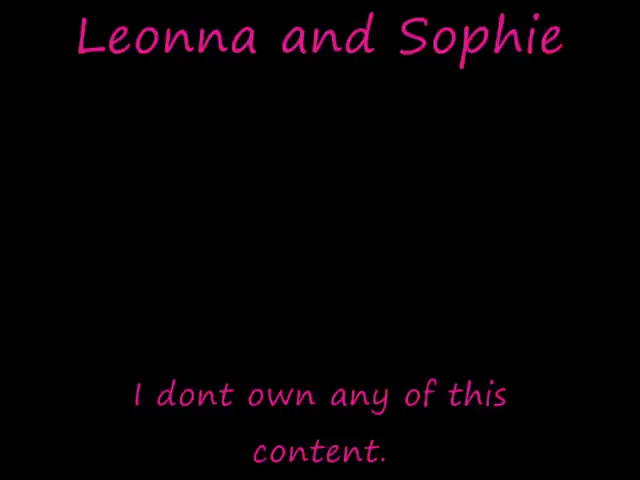 Leonna and Sophie
I dont own any of this
content.